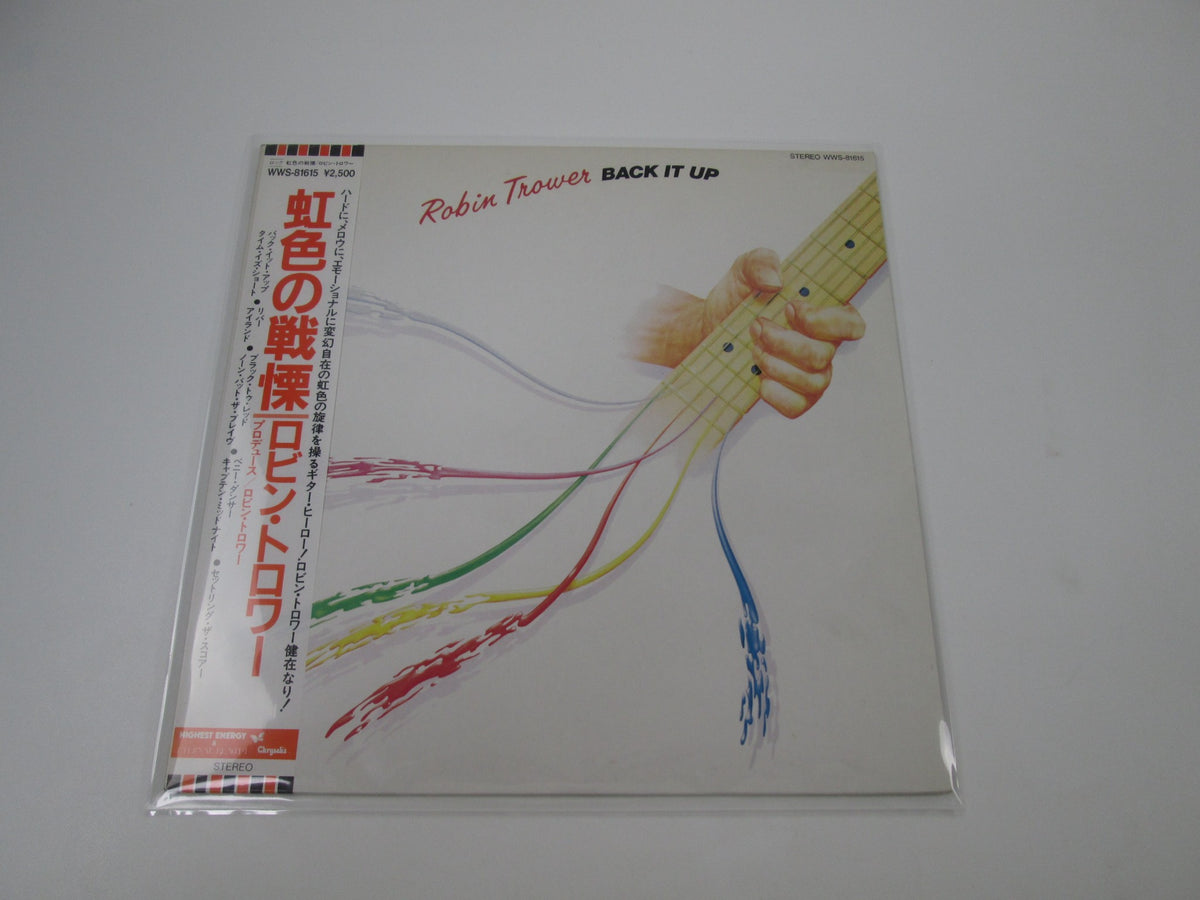 ロック 虹色の戦慄/ロビン・トロワー
WWS-81615 ¥2,500
ハードに、メロウに、エモーショナルに変幻自在の虹色の旋律を操るギター・ヒーロー!ロビン・トロワー健在なり!
虹色の戦慄|ロビン・トロワー
プロデュース/ロビン・トロワー
バック・イット・アップ ● リバー ● ブラック・トゥ・レッド ● ベニー・ダンサー
タイム・イズ・ショート ● アイランド ● ノーン・バット・ザ・ブレイヴ ● キャプテン・ミッドナイト ● セットリング・ザ・スコアー
HIGHEST ENERGY
Chrysalis
STEREO
Robin Trower BACK IT UP
STEREO WWS-81615